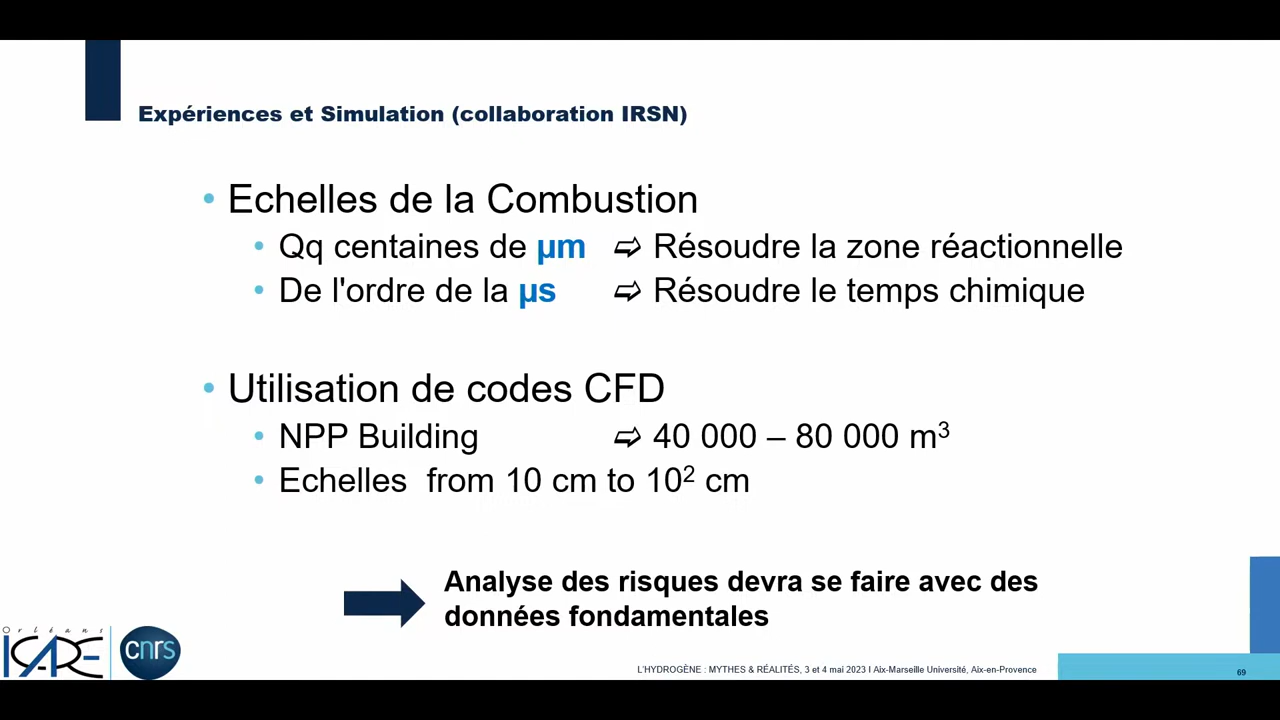 Expériences et Simulation (collaboration IRSN)
• Echelles de la Combustion
• Qq centaines de µm ➩ Résoudre la zone réactionnelle
• De l'ordre de la µs ➩ Résoudre le temps chimique
• Utilisation de codes CFD
• NPP Building ➩ 40 000 – 80 000 m³
• Echelles from 10 cm to 10² cm
Analyse des risques devra se faire avec des
données fondamentales
Orléans
ICARE
cnrs
L'HYDROGÈNE : MYTHES & RÉALITÉS, 3 et 4 mai 2023 I Aix-Marseille Université, Aix-en-Provence
69